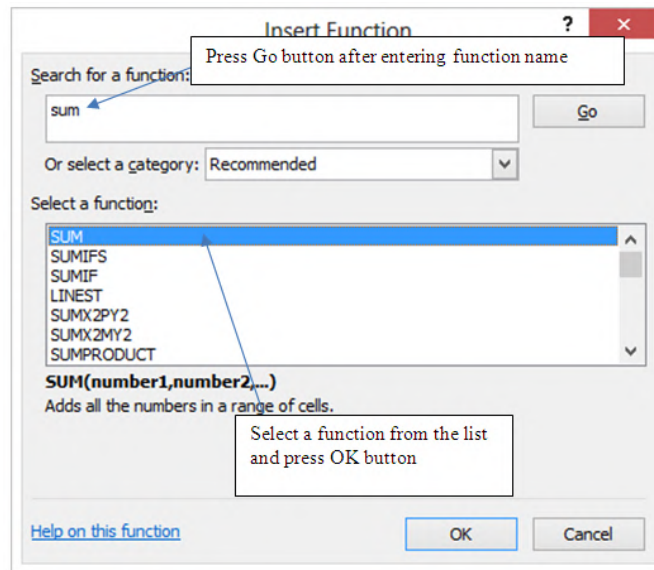 Insert Function
?
×
Press Go button after entering function name
Search for a function:
sum
Go
Or select a category: Recommended
Select a function:
SUM
SUMIFS
SUMIF
LINEST
SUMX2PY2
SUMX2MY2
SUMPRODUCT
SUM(number1,number2,...)
Adds all the numbers in a range of cells.
Select a function from the list
and press OK button
Help on this function
OK
Cancel